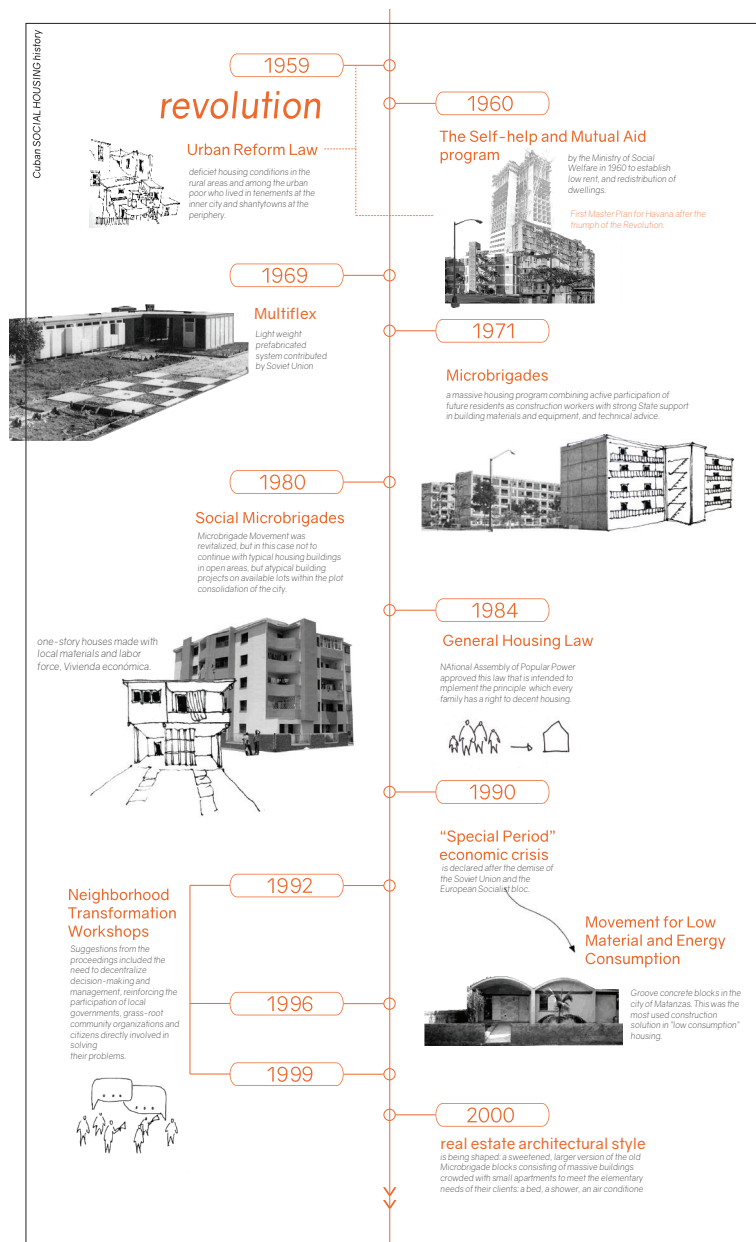 Cuban SOCIAL HOUSING history
1959
revolution
Urban Reform Law
deficiet housing conditions in the
rural areas and among the urban
poor who lived in tenements at the
inner city and shantytowns at the
periphery.
1960
The Self-help and Mutual Aid
program
by the Ministry of Social
Welfare in 1960 to establish
low rent, and redistribution of
dwellings.
First Master Plan for Havana after the
triumph of the Revolution.
1969
Multiflex
Light weight
prefabricated
system contributed
by Soviet Union
1971
Microbrigades
a massive housing program combining active participation of
future residents as construction workers with strong State support
in building materials and equipment, and technical advice.
1980
Social Microbrigades
Microbrigade Movement was
revitalized, but in this case not to
continue with typical housing buildings
in open areas, but atypical building
projects on available lots within the plot
consolidation of the city.
one-story houses made with
local materials and labor
force, Vivienda económica.
1984
General Housing Law
NAtional Assembly of Popular Power
approved this law that is intended to
mplement the principle which every
family has a right to decent housing.
1990
“Special Period”
economic crisis
is declared after the demise of
the Soviet Union and the
European Socialist bloc.
Movement for Low
Material and Energy
Consumption
Groove concrete blocks in the
city of Matanzas. This was the
most used construction
solution in "low consumption"
housing.
1992
Neighborhood
Transformation
Workshops
Suggestions from the
proceedings included the
need to decentralize
decision-making and
management, reinforcing the
participation of local
governments, grass-root
community organizations and
citizens directly involved in
solving
their problems.
1996
1999
2000
real estate architectural style
is being shaped: a sweetened, larger version of the old
Microbrigade blocks consisting of massive buildings
crowded with small apartments to meet the elementary
needs of their clients: a bed, a shower, an air conditione